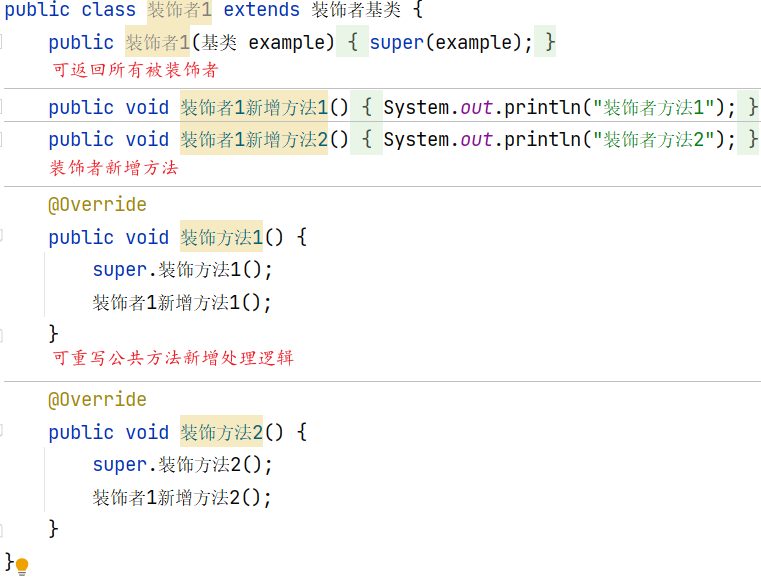 public class 装饰者1 extends 装饰者基类 {
public 装饰者1(基类 example) { super(example); }
可返回所有被装饰者
public void 装饰者1新增方法1() { System.out.println("装饰者方法1"); }
public void 装饰者1新增方法2() { System.out.println("装饰者方法2"); }
装饰者新增方法
@Override
public void 装饰方法1() {
super.装饰方法1();
装饰者1新增方法1();
}
可重写公共方法新增处理逻辑
@Override
public void 装饰方法2() {
super.装饰方法2();
装饰者1新增方法2();
}
}